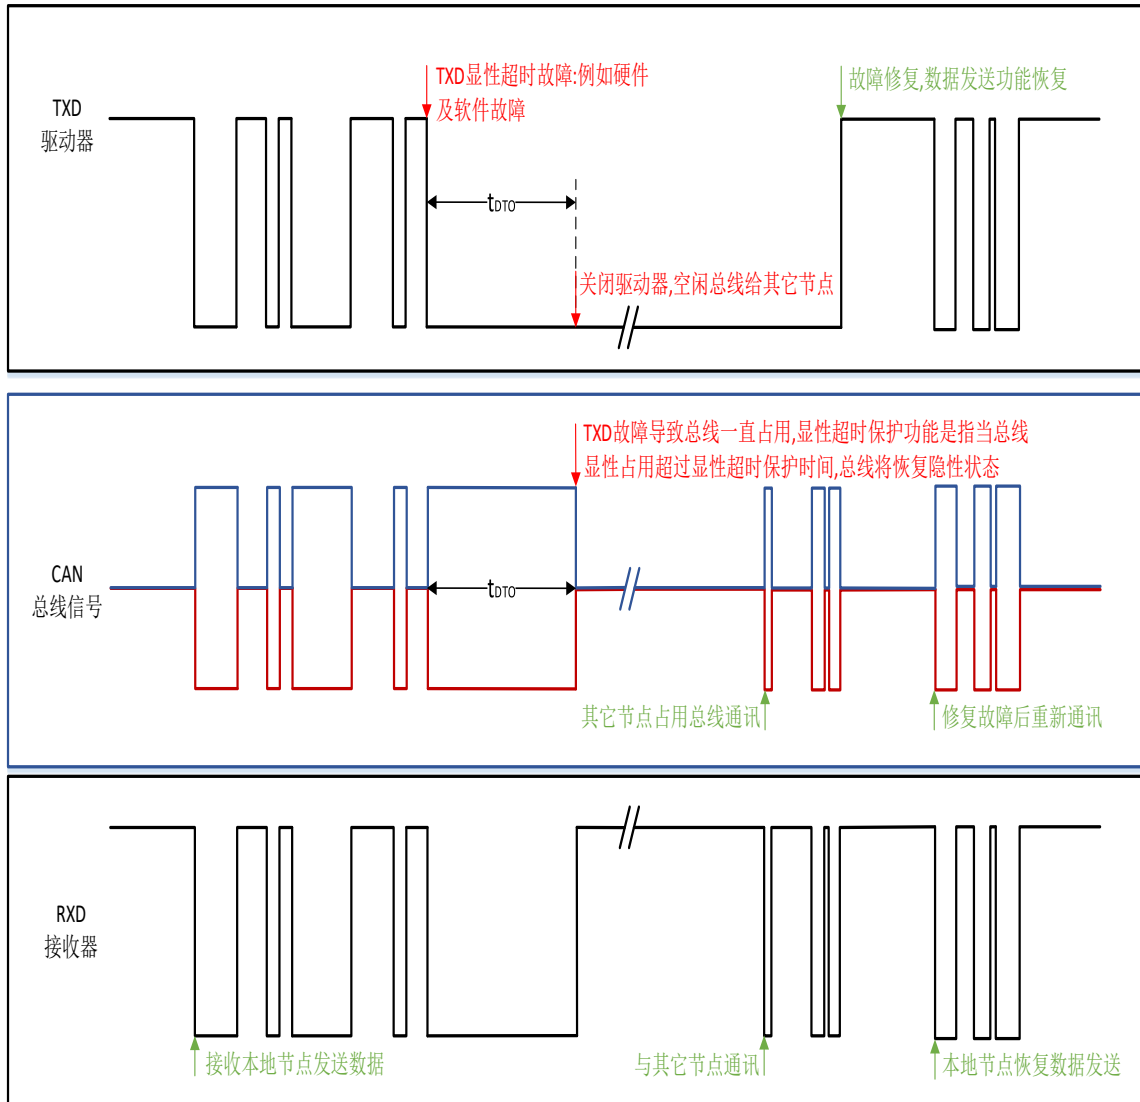 TXD显性超时故障:例如硬件
及软件故障
故障修复,数据发送功能恢复
TXD
驱动器
tDTO
关闭驱动器,空闲总线给其它节点
TXD故障导致总线一直占用,显性超时保护功能是指当总线
显性占用超过显性超时保护时间,总线将恢复隐性状态
CAN
总线信号
tDTO
其它节点占用总线通讯
修复故障后重新通讯
RXD
接收器
接收本地节点发送数据
与其它节点通讯
本地节点恢复数据发送